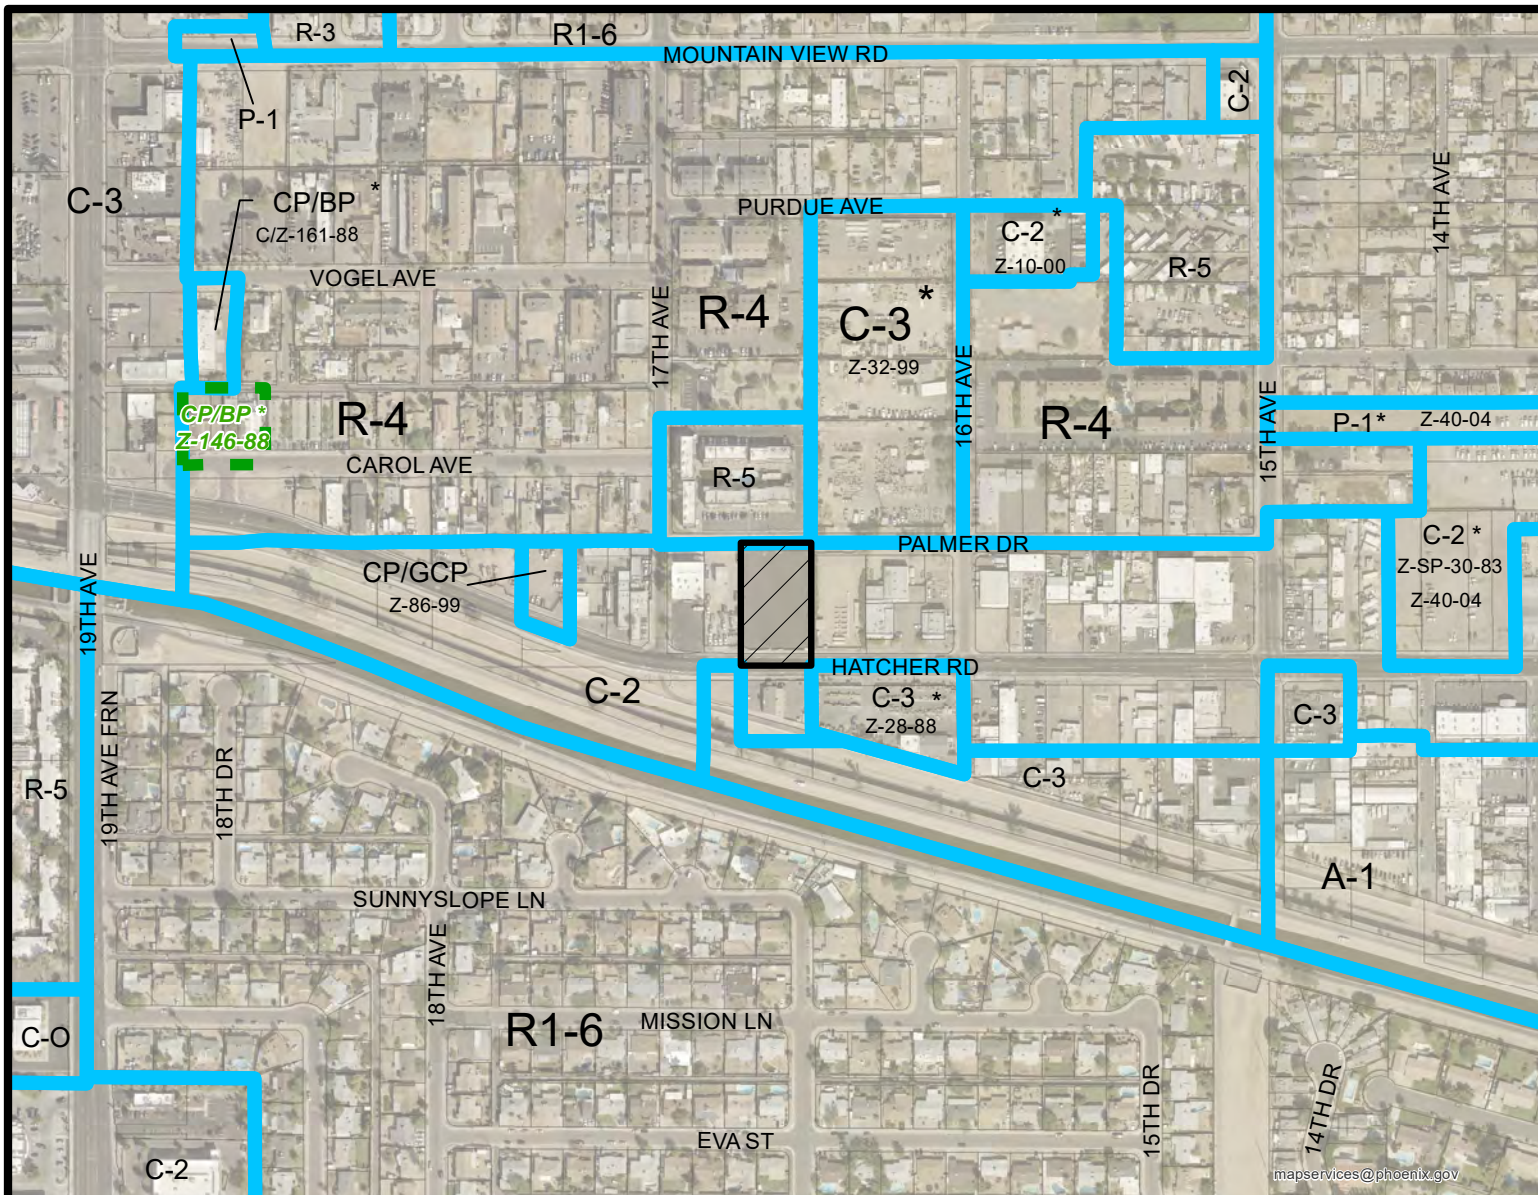 R-3
R1-6
MOUNTAIN VIEW RD
P-1
C-2
C-3
CP/BP *
C/Z-161-88
PURDUE AVE
C-2 *
Z-10-00
14TH AVE
VOGEL AVE
R-5
17TH AVE
R-4
C-3 *
Z-32-99
16TH AVE
CP/BP *
Z-146-88
R-4
R-4
15TH AVE
P-1* Z-40-04
CAROL AVE
R-5
PALMER DR
C-2 *
Z-SP-30-83
Z-40-04
19TH AVE
CP/GCP
Z-86-99
HATCHER RD
C-2
C-3 *
Z-28-88
C-3
C-3
R-5
19TH AVE FRN
18TH DR
A-1
SUNNYSLOPE LN
18TH AVE
R1-6
MISSION LN
C-O
15TH DR
14TH DR
EVA ST
C-2
mapservices@phoenix.gov